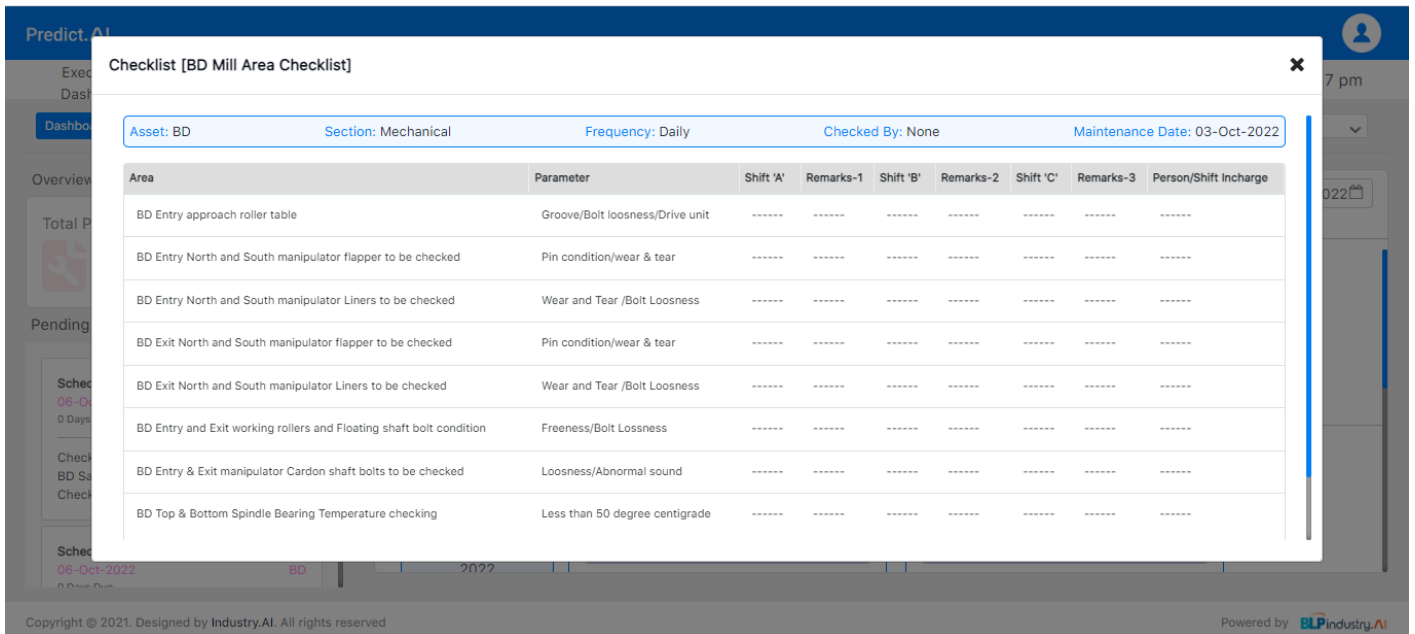 Predict.AI
Checklist [BD Mill Area Checklist]
7 pm
Asset: BD Section: Mechanical Frequency: Daily Checked By: None Maintenance Date: 03-Oct-2022
Overview
Area Parameter Shift 'A' Remarks-1 Shift 'B' Remarks-2 Shift 'C' Remarks-3 Person/Shift Incharge
BD Entry approach roller table Groove/Bolt loosness/Drive unit ------ ------ ------ ------ ------ ------ ------
Total P
BD Entry North and South manipulator flapper to be checked Pin condition/wear & tear ------ ------ ------ ------ ------ ------ ------
BD Entry North and South manipulator Liners to be checked Wear and Tear /Bolt Loosness ------ ------ ------ ------ ------ ------ ------
Pending
BD Exit North and South manipulator flapper to be checked Pin condition/wear & tear ------ ------ ------ ------ ------ ------ ------
BD Exit North and South manipulator Liners to be checked Wear and Tear /Bolt Loosness ------ ------ ------ ------ ------ ------ ------
0 Days
BD Entry and Exit working rollers and Floating shaft bolt condition Freeness/Bolt Lossness ------ ------ ------ ------ ------ ------ ------
Check
BD Entry & Exit manipulator Cardon shaft bolts to be checked Loosness/Abnormal sound ------ ------ ------ ------ ------ ------ ------
BD Sa
Check
BD Top & Bottom Spindle Bearing Temperature checking Less than 50 degree centigrade ------ ------ ------ ------ ------ ------ ------
06-Oct-2022 BD 2022
0 Days Due
Copyright © 2021. Designed by Industry.AI. All rights reserved Powered by BLPindustry.AI